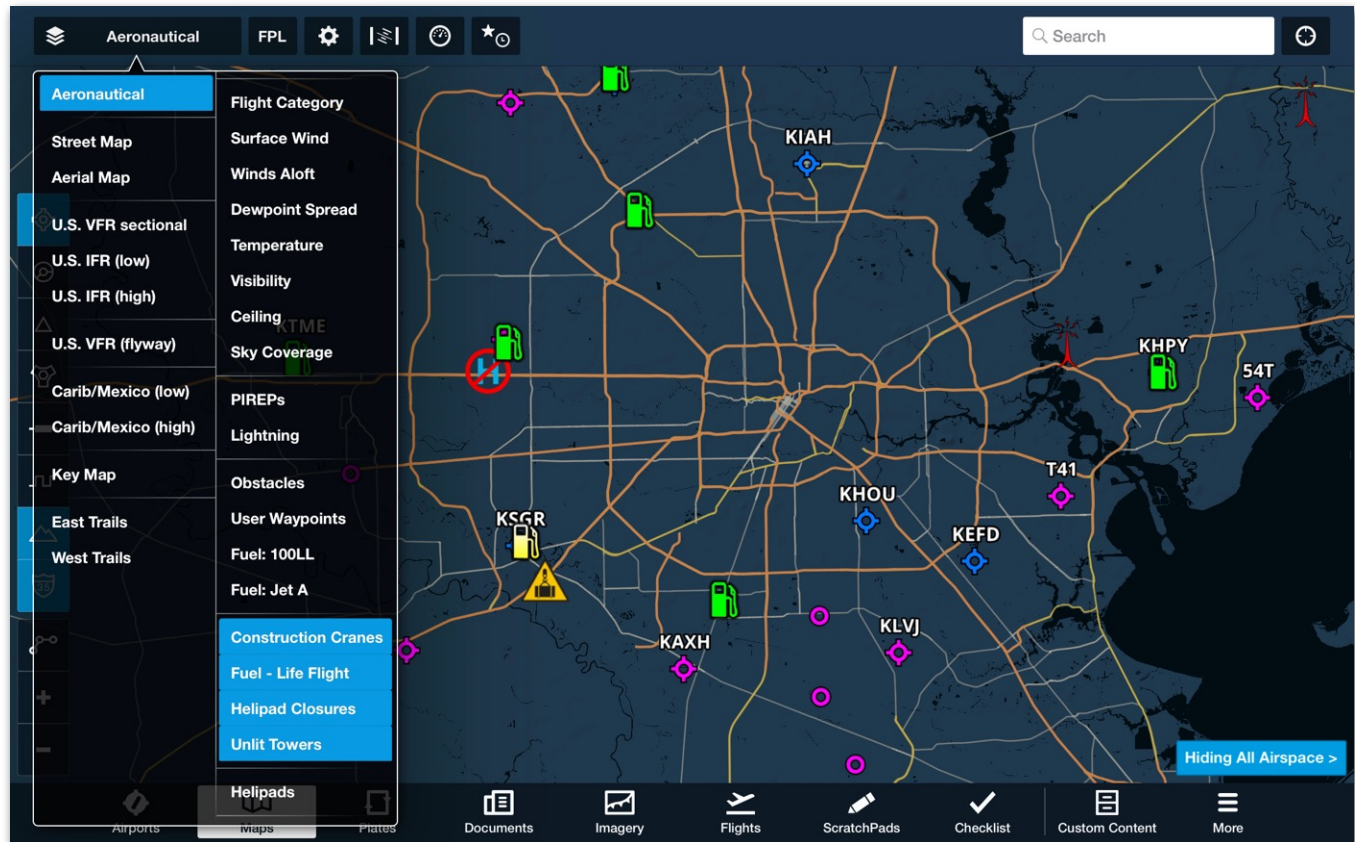 Aeronautical
FPL
Search
Aeronautical
Street Map
Aerial Map
U.S. VFR sectional
U.S. IFR (low)
U.S. IFR (high)
U.S. VFR (flyway)
Carib/Mexico (low)
Carib/Mexico (high)
Key Map
East Trails
West Trails
Flight Category
Surface Wind
Winds Aloft
Dewpoint Spread
Temperature
Visibility
Ceiling
Sky Coverage
PIREPs
Lightning
Obstacles
User Waypoints
Fuel: 100LL
Fuel: Jet A
Construction Cranes
Fuel - Life Flight
Helipad Closures
Unlit Towers
Helipads
KIAH
KTME
H
KHPY
54T
T41
KHOU
KSGR
KEFD
KLVJ
KAXH
35
Hiding All Airspace >
Airports
Maps
Plates
Documents
Imagery
Flights
ScratchPads
Checklist
Custom Content
More